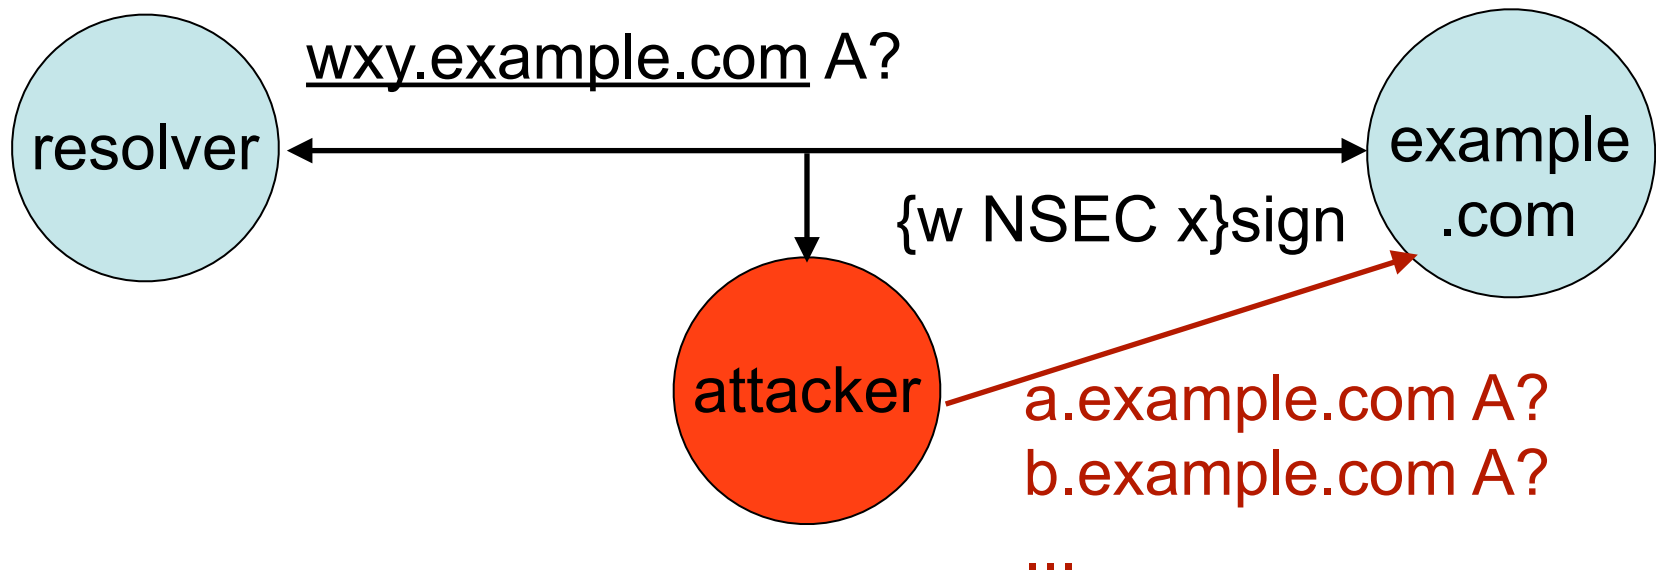 wxy.example.com A?
resolver
example
.com
{w NSEC x}sign
attacker
a.example.com A?
b.example.com A?
...